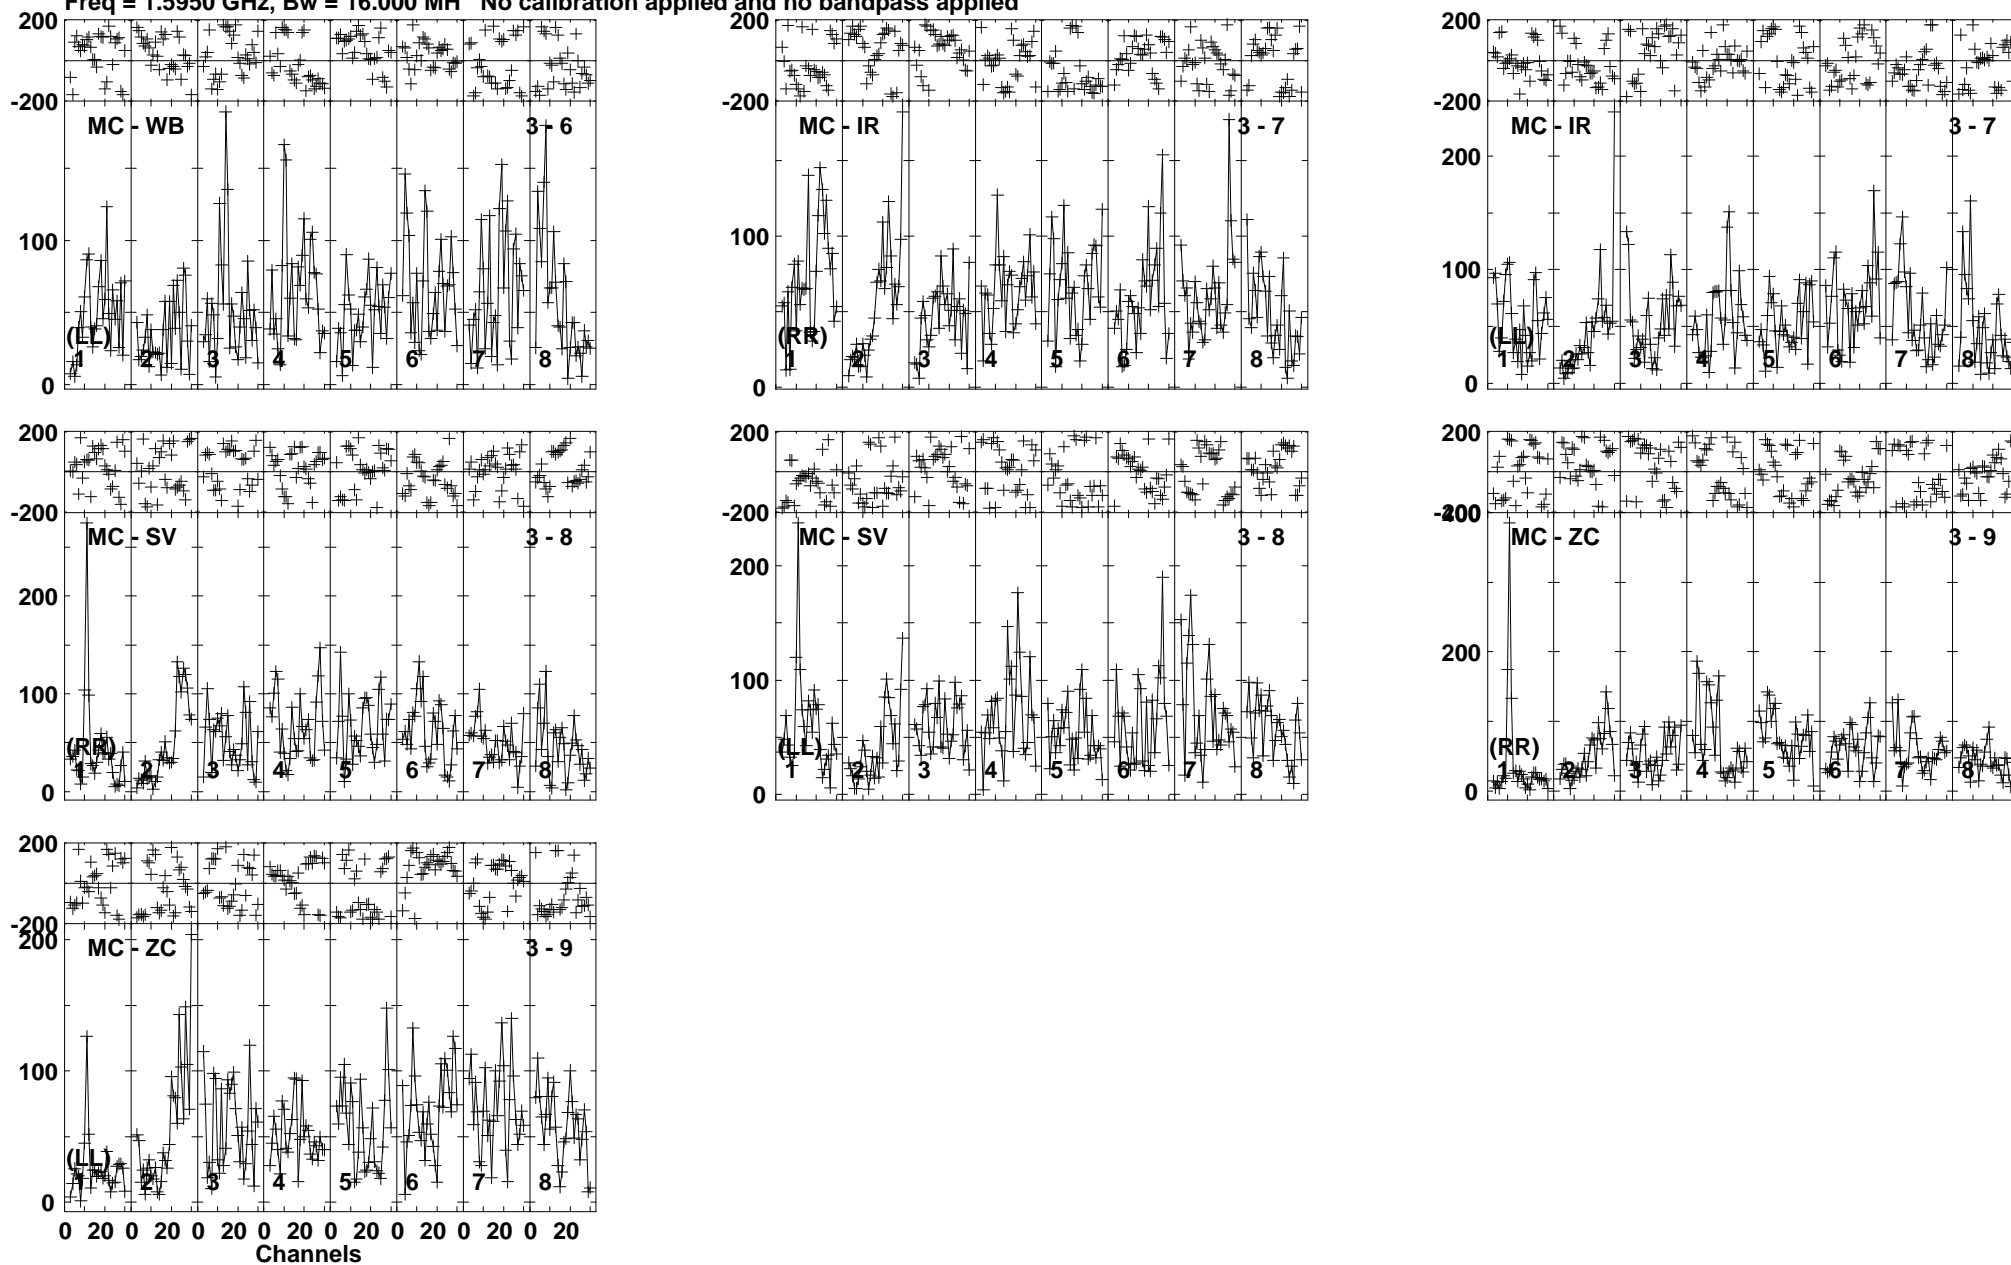 Freq = 1.5950 GHz, Bw = 16.000 MH No calibration applied and no bandpass applied
200
-200
MC - WB 3 - 6
100
0
(LL)
1 2 3 4 5 6 7 8
200
-200
MC - IR 3 - 7
100
0
(RR)
1 2 3 4 5 6 7 8
200
-200
MC - IR 3 - 7
200
100
0
(LL)
1 2 3 4 5 6 7 8
200
-200
MC - SV 3 - 8
200
100
0
(RR)
1 2 3 4 5 6 7 8
200
-200
MC - SV 3 - 8
200
100
0
(LL)
1 2 3 4 5 6 7 8
200
-200
400
MC - ZC 3 - 9
200
0
(RR)
1 2 3 4 5 6 7 8
200
-200
200
MC - ZC 3 - 9
100
0
(LL)
1 2 3 4 5 6 7 8
0 20 0 20 0 20 0 20 0 20 0 20 0 20 0 20
Channels